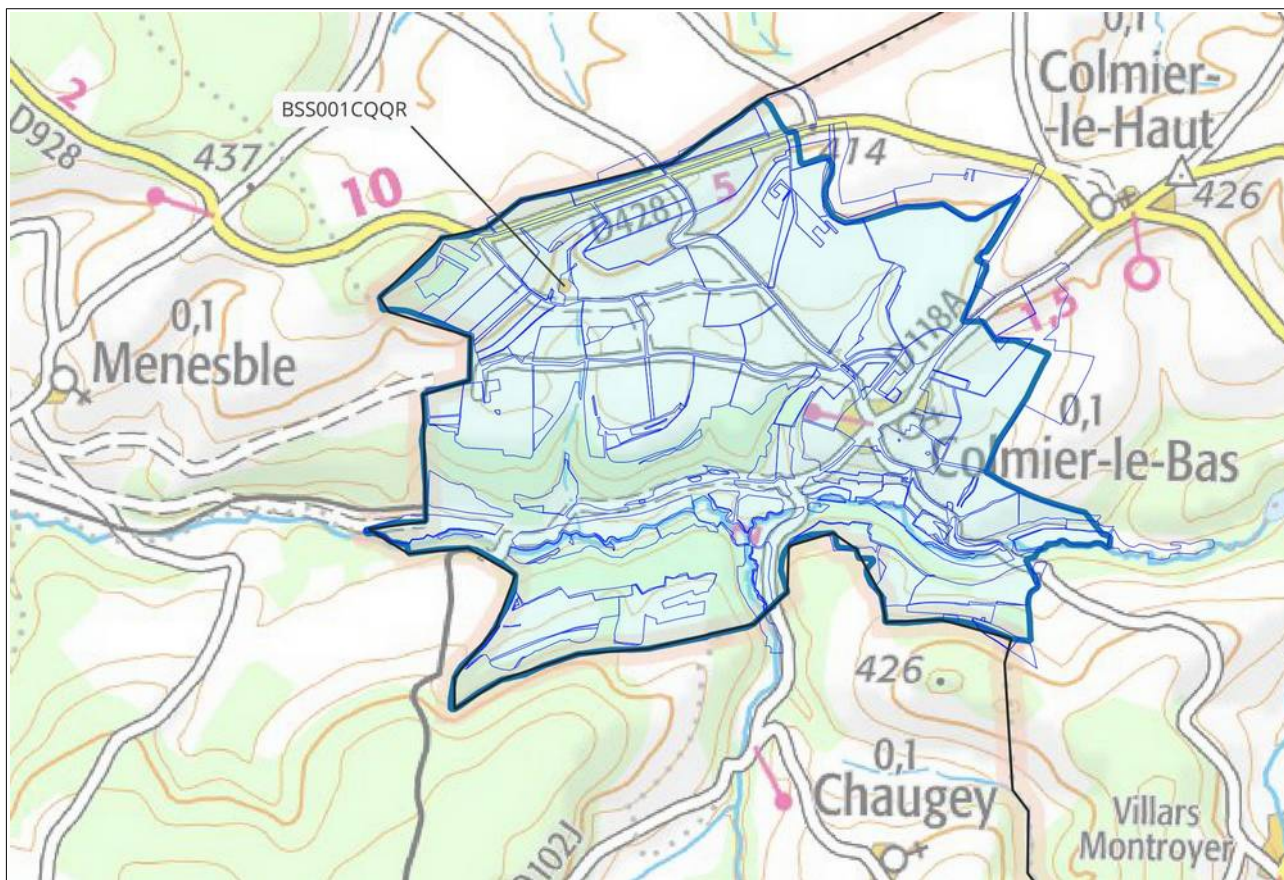 0,1
Colmier-
-le-Haut
2
D928
BSS001CQQR
437
10
414
5
D428
426
0,1
Menesble
1,5
D118A
0,1
Colmier-le-Bas
426
0,1
Chaugey
Villars
Montroyer
D102J